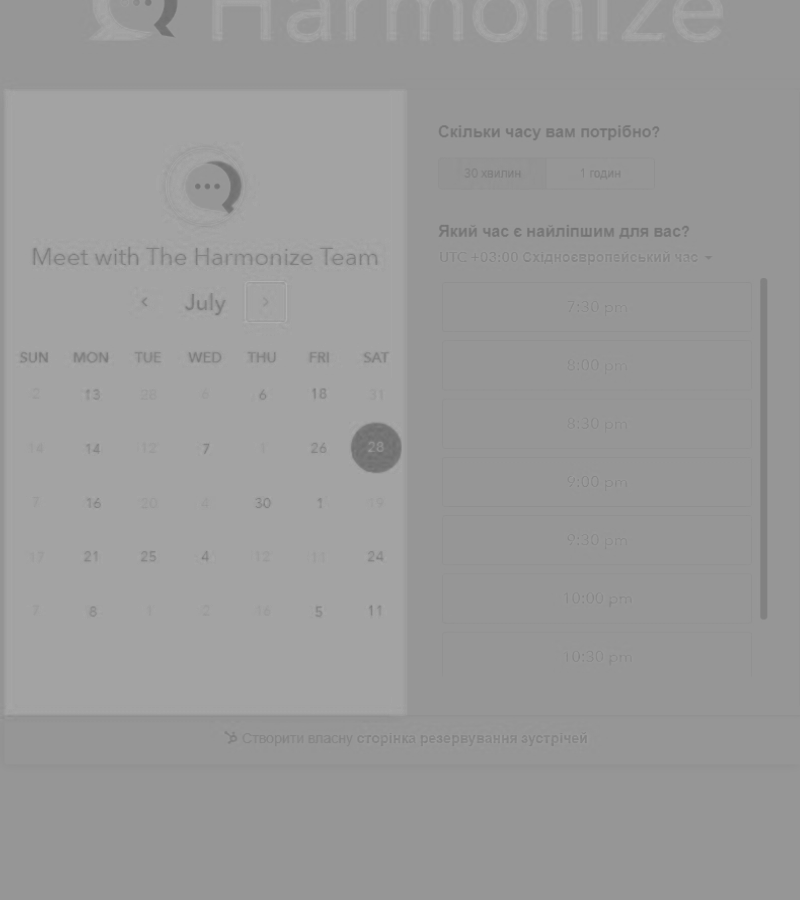 Harmonize
Meet with The Harmonize Team
July
SUN MON TUE WED THU FRI SAT
2 13 28 6 6 18 31
14 14 12 7 1 26 28
7 16 20 4 30 1 19
17 21 25 4 12 11 24
7 8 1 2 16 5 11
Скільки часу вам потрібно?
30 хвилин 1 годин
Який час є найліпшим для вас?
UTC +03:00 Східноєвропейський час
7:30 pm
8:00 pm
8:30 pm
9:00 pm
9:30 pm
10:00 pm
10:30 pm
Створити власну сторінка резервування зустрічей